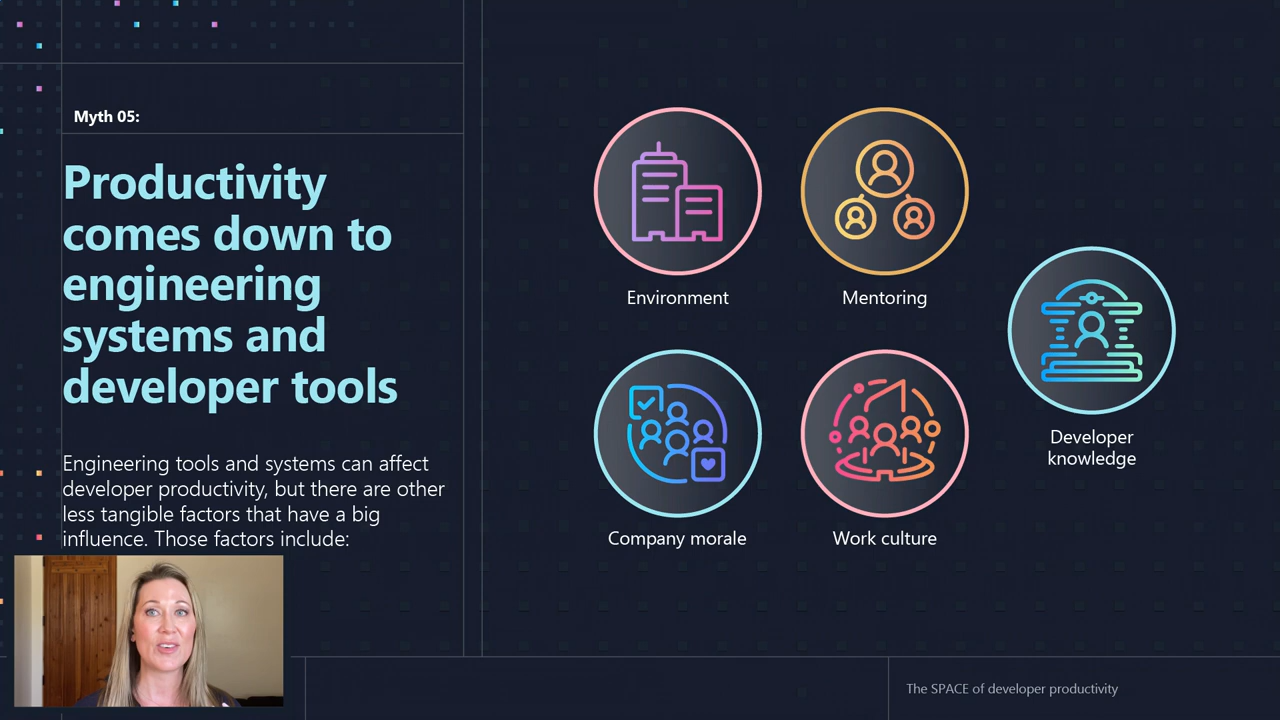 Myth 05:
Productivity
comes down to
engineering
systems and
developer tools
Engineering tools and systems can affect
developer productivity, but there are other
less tangible factors that have a big
influence. Those factors include:
Environment
Mentoring
Company morale
Work culture
Developer
knowledge
The SPACE of developer productivity